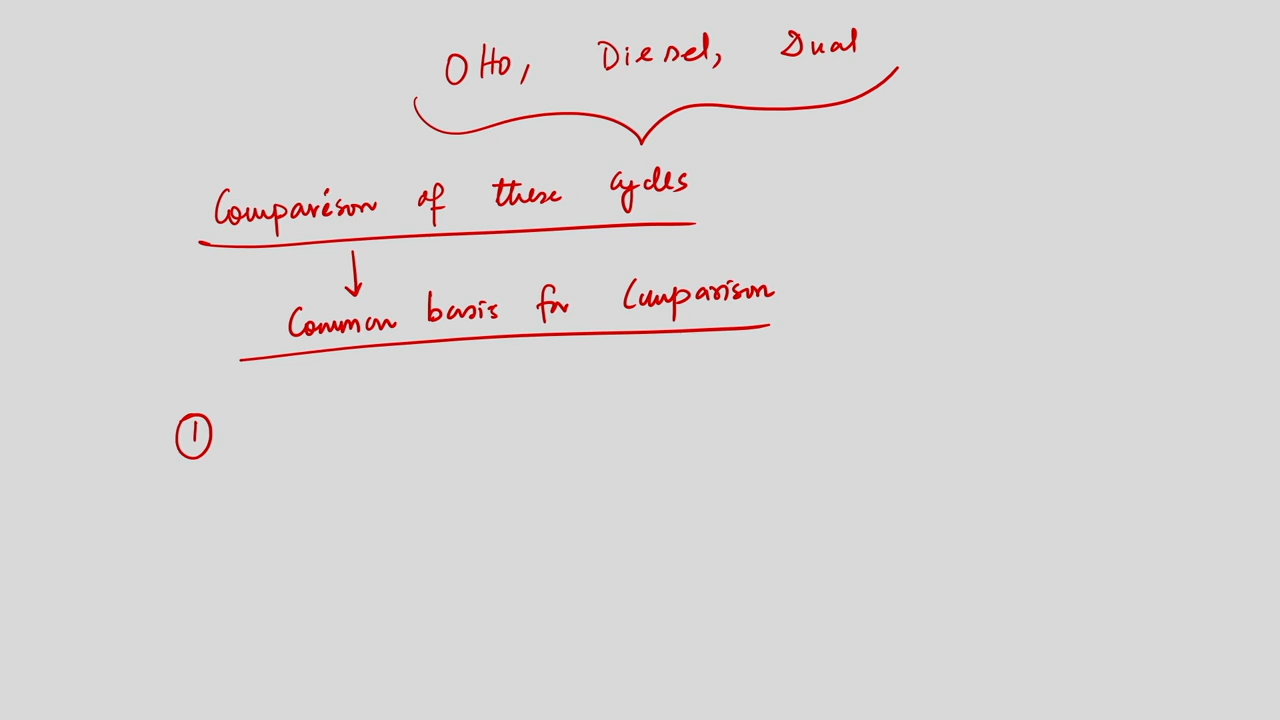 Otto, Diesel, Dual
Comparison of these cycles
Common basis for Comparison
1